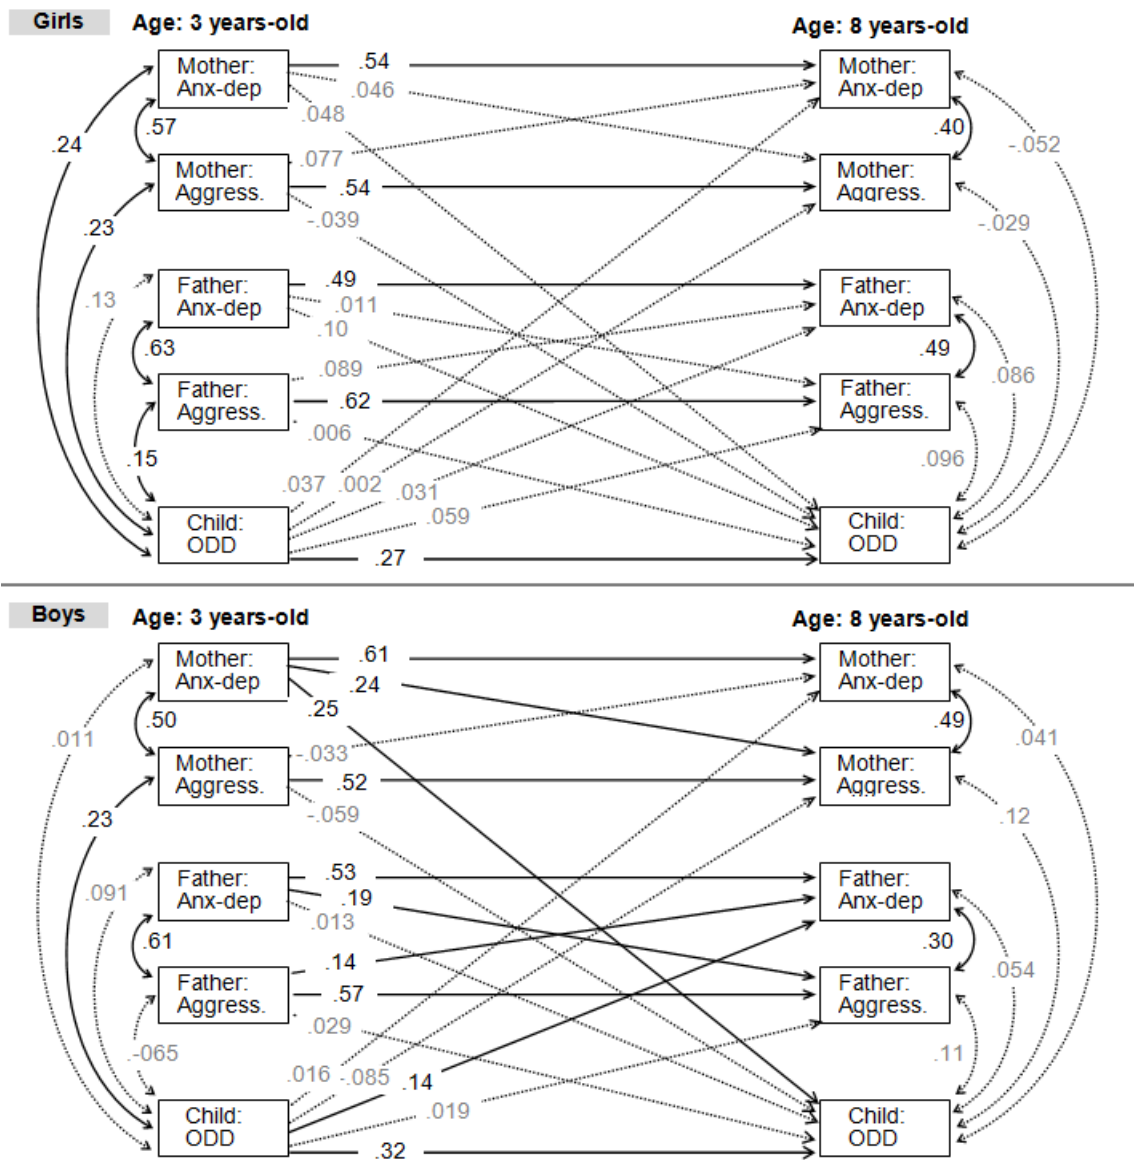 Girls
Age: 3 years-old
Age: 8 years-old
Mother:
Anx-dep
.54
.046
.048
Mother:
Anx-dep
.57
.24
.40
-.052
Mother:
Aggress.
.077
.54
-.039
Mother:
Aggress.
.23
-.029
Father:
Anx-dep
.49
.011
.10
Father:
Anx-dep
.13
.63
.49
.086
Father:
Aggress.
.089
.62
.006
Father:
Aggress.
.15
.096
.037
.002
.031
.059
Child:
ODD
.27
Child:
ODD
Boys
Age: 3 years-old
Age: 8 years-old
Mother:
Anx-dep
.61
.24
.25
Mother:
Anx-dep
.011
.50
.49
.041
Mother:
Aggress.
-.033
.52
-.059
Mother:
Aggress.
.23
.12
Father:
Anx-dep
.53
.19
.013
Father:
Anx-dep
.091
.61
.30
.054
Father:
Aggress.
.14
.57
.029
Father:
Aggress.
-.065
.11
.016
-.085
.14
.019
Child:
ODD
.32
Child:
ODD